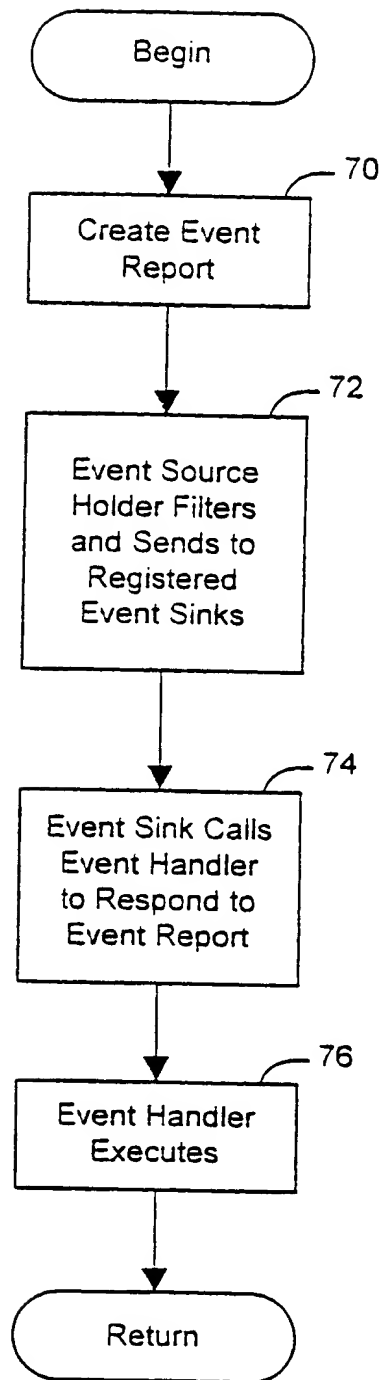 Begin
70
Create Event
Report
72
Event Source
Holder Filters
and Sends to
Registered
Event Sinks
74
Event Sink Calls
Event Handler
to Respond to
Event Report
76
Event Handler
Executes
Return